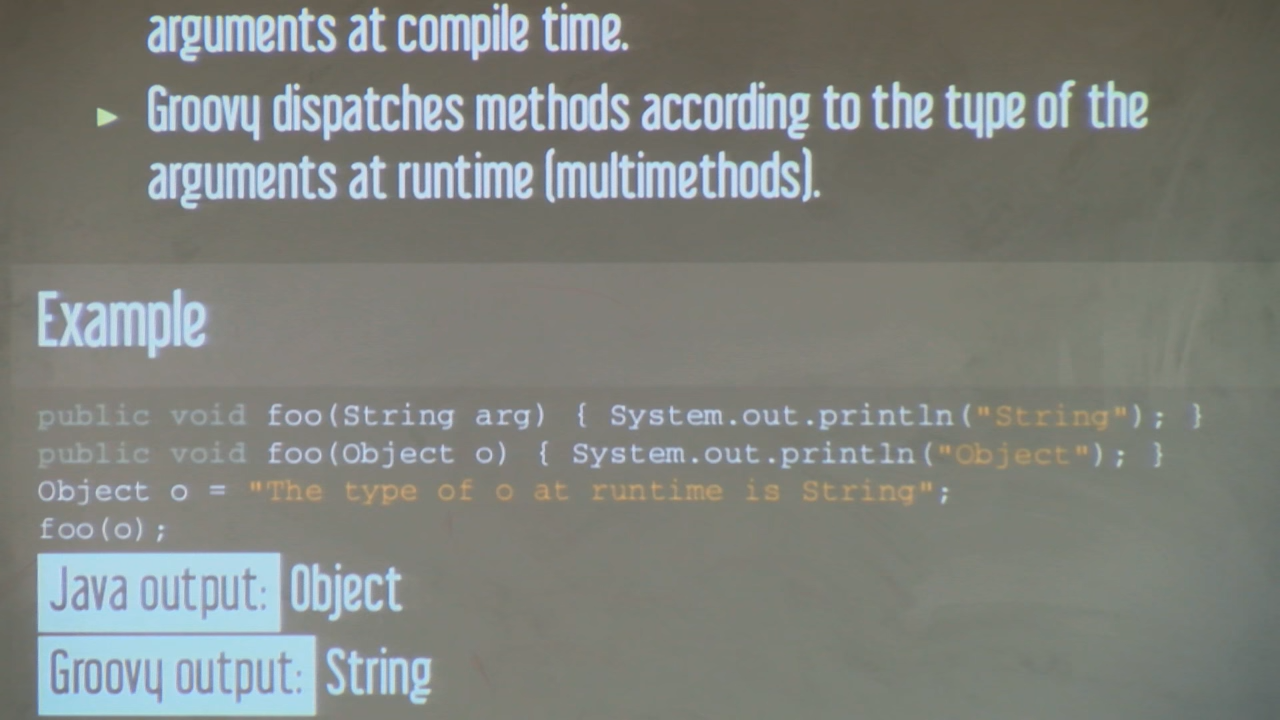 arguments at compile time.
▶ Groovy dispatches methods according to the type of the
arguments at runtime (multimethods).
Example
public void foo(String arg) { System.out.println("String"); }
public void foo(Object o) { System.out.println("Object"); }
Object o = "The type of o at runtime is String";
foo(o);
Java output: Object
Groovy output: String